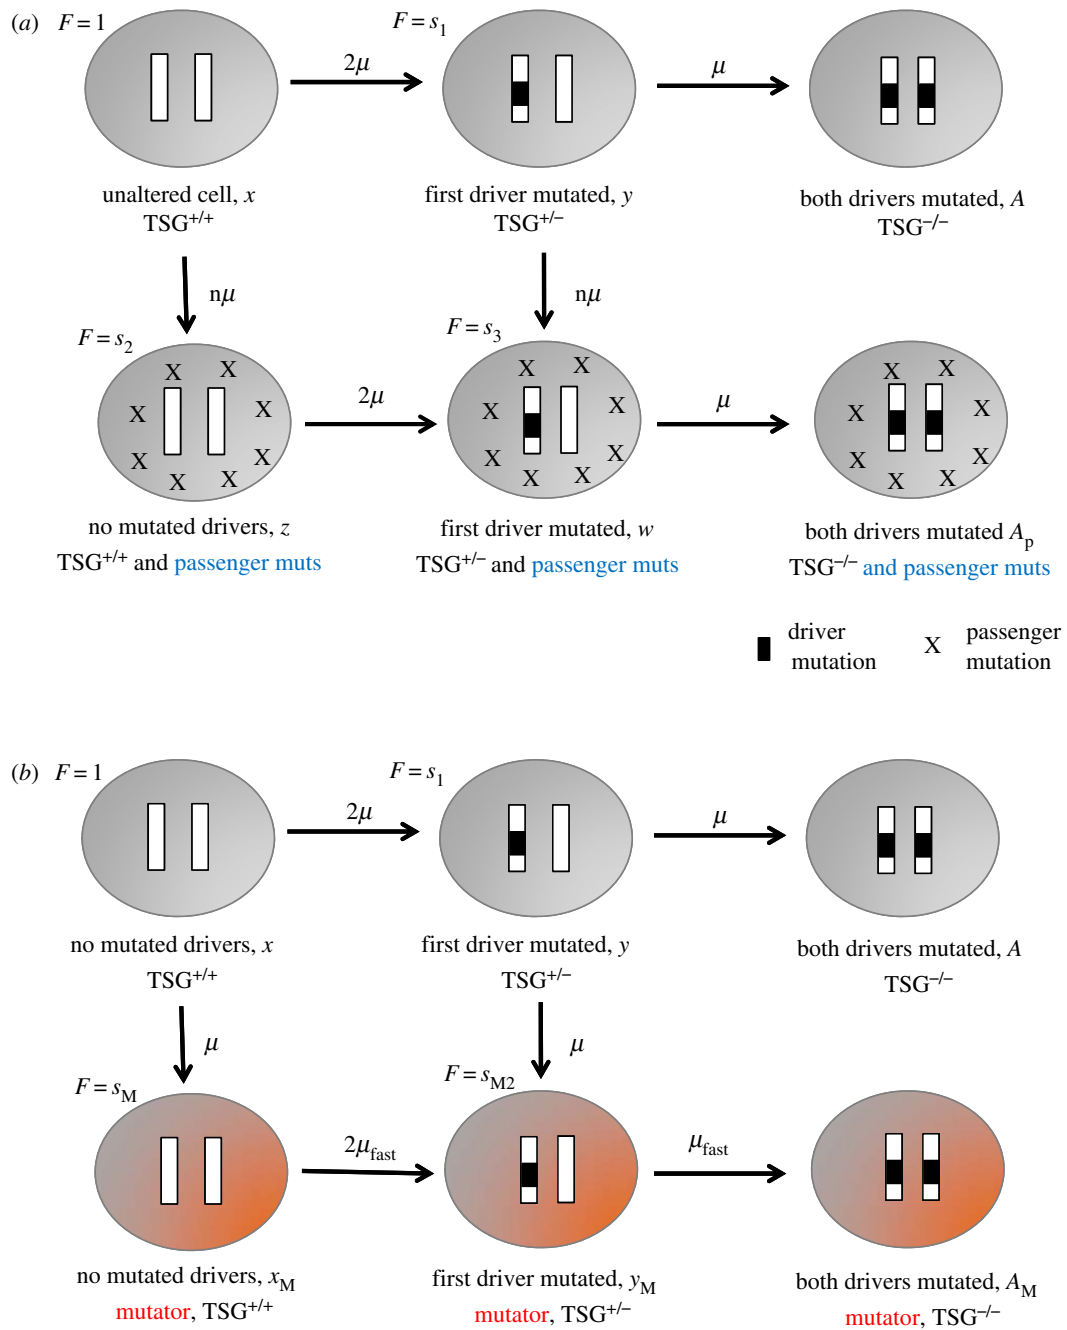 (a) F = 1
F = s1
2μ
μ
unaltered cell, x
first driver mutated, y
both drivers mutated, A
TSG+/+
TSG+/−
TSG−/−
nμ
nμ
F = s2
F = s3
X X X X X X X X
X X X X X X X X
X X X X X X X X
2μ
μ
no mutated drivers, z
first driver mutated, w
both drivers mutated Ap
TSG+/+ and passenger muts
TSG+/− and passenger muts
TSG−/− and passenger muts
driver
mutation
X
passenger
mutation
(b) F = 1
F = s1
2μ
μ
no mutated drivers, x
first driver mutated, y
both drivers mutated, A
TSG+/+
TSG+/−
TSG−/−
μ
μ
F = sM
F = sM2
2μfast
μfast
no mutated drivers, xM
first driver mutated, yM
both drivers mutated, AM
mutator, TSG+/+
mutator, TSG+/−
mutator, TSG−/−